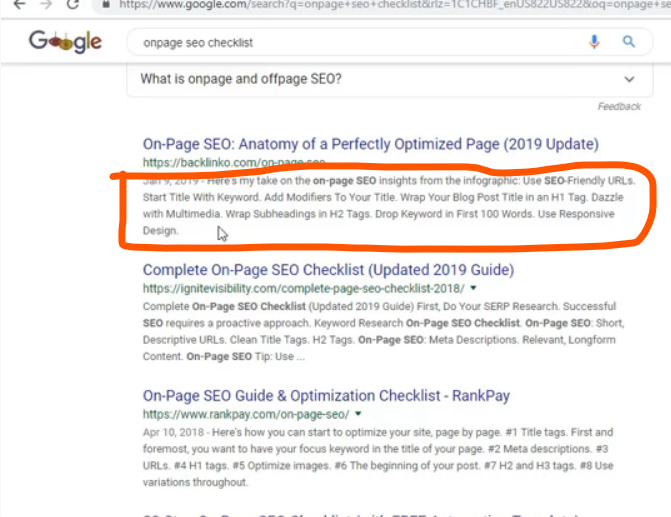 https://www.google.com/search?q=onpage+seo+checklist&rlz=1C1CHBF_enUS822US822&oq=onpage+se
Google
onpage seo checklist
What is onpage and offpage SEO?
Feedback
On-Page SEO: Anatomy of a Perfectly Optimized Page (2019 Update)
https://backlinko.com/on-page-seo
Jan 9, 2019 - Here's my take on the on-page SEO insights from the infographic: Use SEO-Friendly URLs.
Start Title With Keyword. Add Modifiers To Your Title. Wrap Your Blog Post Title in an H1 Tag. Dazzle
with Multimedia. Wrap Subheadings in H2 Tags. Drop Keyword in First 100 Words. Use Responsive
Design.
Complete On-Page SEO Checklist (Updated 2019 Guide)
https://ignitevisibility.com/complete-page-seo-checklist-2018/
Complete On-Page SEO Checklist (Updated 2019 Guide) First, Do Your SERP Research. Successful
SEO requires a proactive approach. Keyword Research On-Page SEO Checklist. On-Page SEO: Short,
Descriptive URLs. Clean Title Tags. H2 Tags. On-Page SEO: Meta Descriptions. Relevant, Longform
Content. On-Page SEO Tip: Use ...
On-Page SEO Guide & Optimization Checklist - RankPay
https://www.rankpay.com/on-page-seo/
Apr 10, 2018 - Here's how you can start to optimize your site, page by page. #1 Title tags. First and
foremost, you want to have your focus keyword in the title of your page. #2 Meta descriptions. #3
URLs. #4 H1 tags. #5 Optimize images. #6 The beginning of your post. #7 H2 and H3 tags. #8 Use
variations throughout.